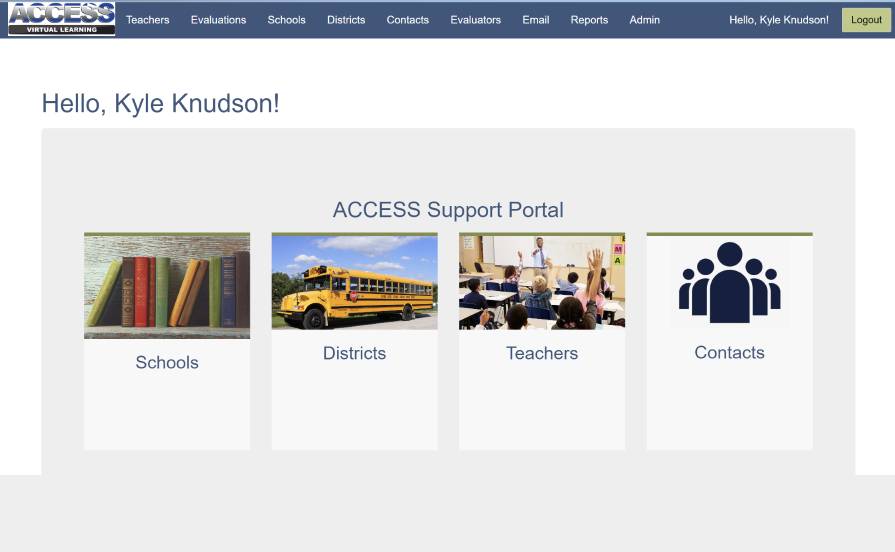 ACCESS
VIRTUAL LEARNING
Teachers Evaluations Schools Districts Contacts Evaluators Email Reports Admin Hello, Kyle Knudson! Logout
Hello, Kyle Knudson!
ACCESS Support Portal
M
A
Schools
Districts
Teachers
Contacts